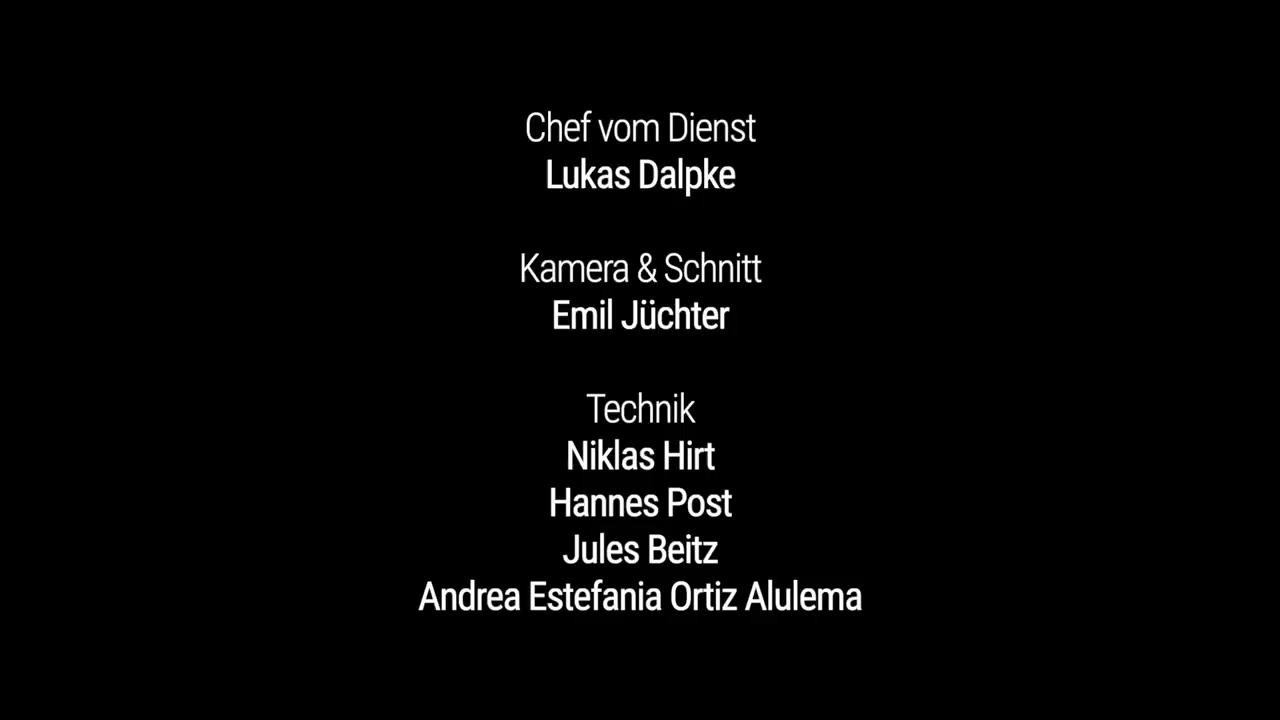 Chef vom Dienst
Lukas Dalpke
Kamera & Schnitt
Emil Jüchter
Technik
Niklas Hirt
Hannes Post
Jules Beitz
Andrea Estefania Ortiz Alulema